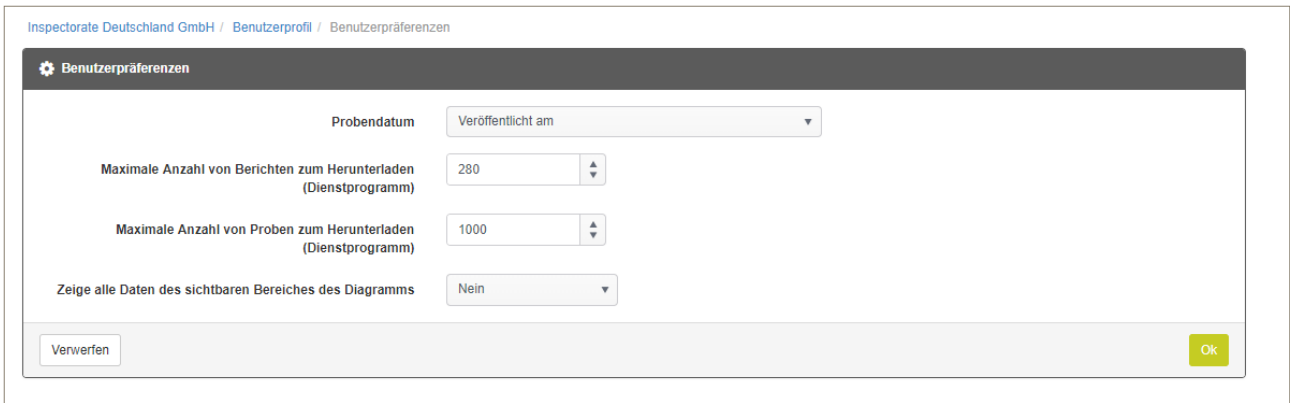 Inspectorate Deutschland GmbH / Benutzerprofil / Benutzerpräferenzen
Benutzerpräferenzen
Probendatum Veröffentlicht am
Maximale Anzahl von Berichten zum Herunterladen 280
(Dienstprogramm)
Maximale Anzahl von Proben zum Herunterladen 1000
(Dienstprogramm)
Zeige alle Daten des sichtbaren Bereiches des Diagramms Nein
Verwerfen Ok